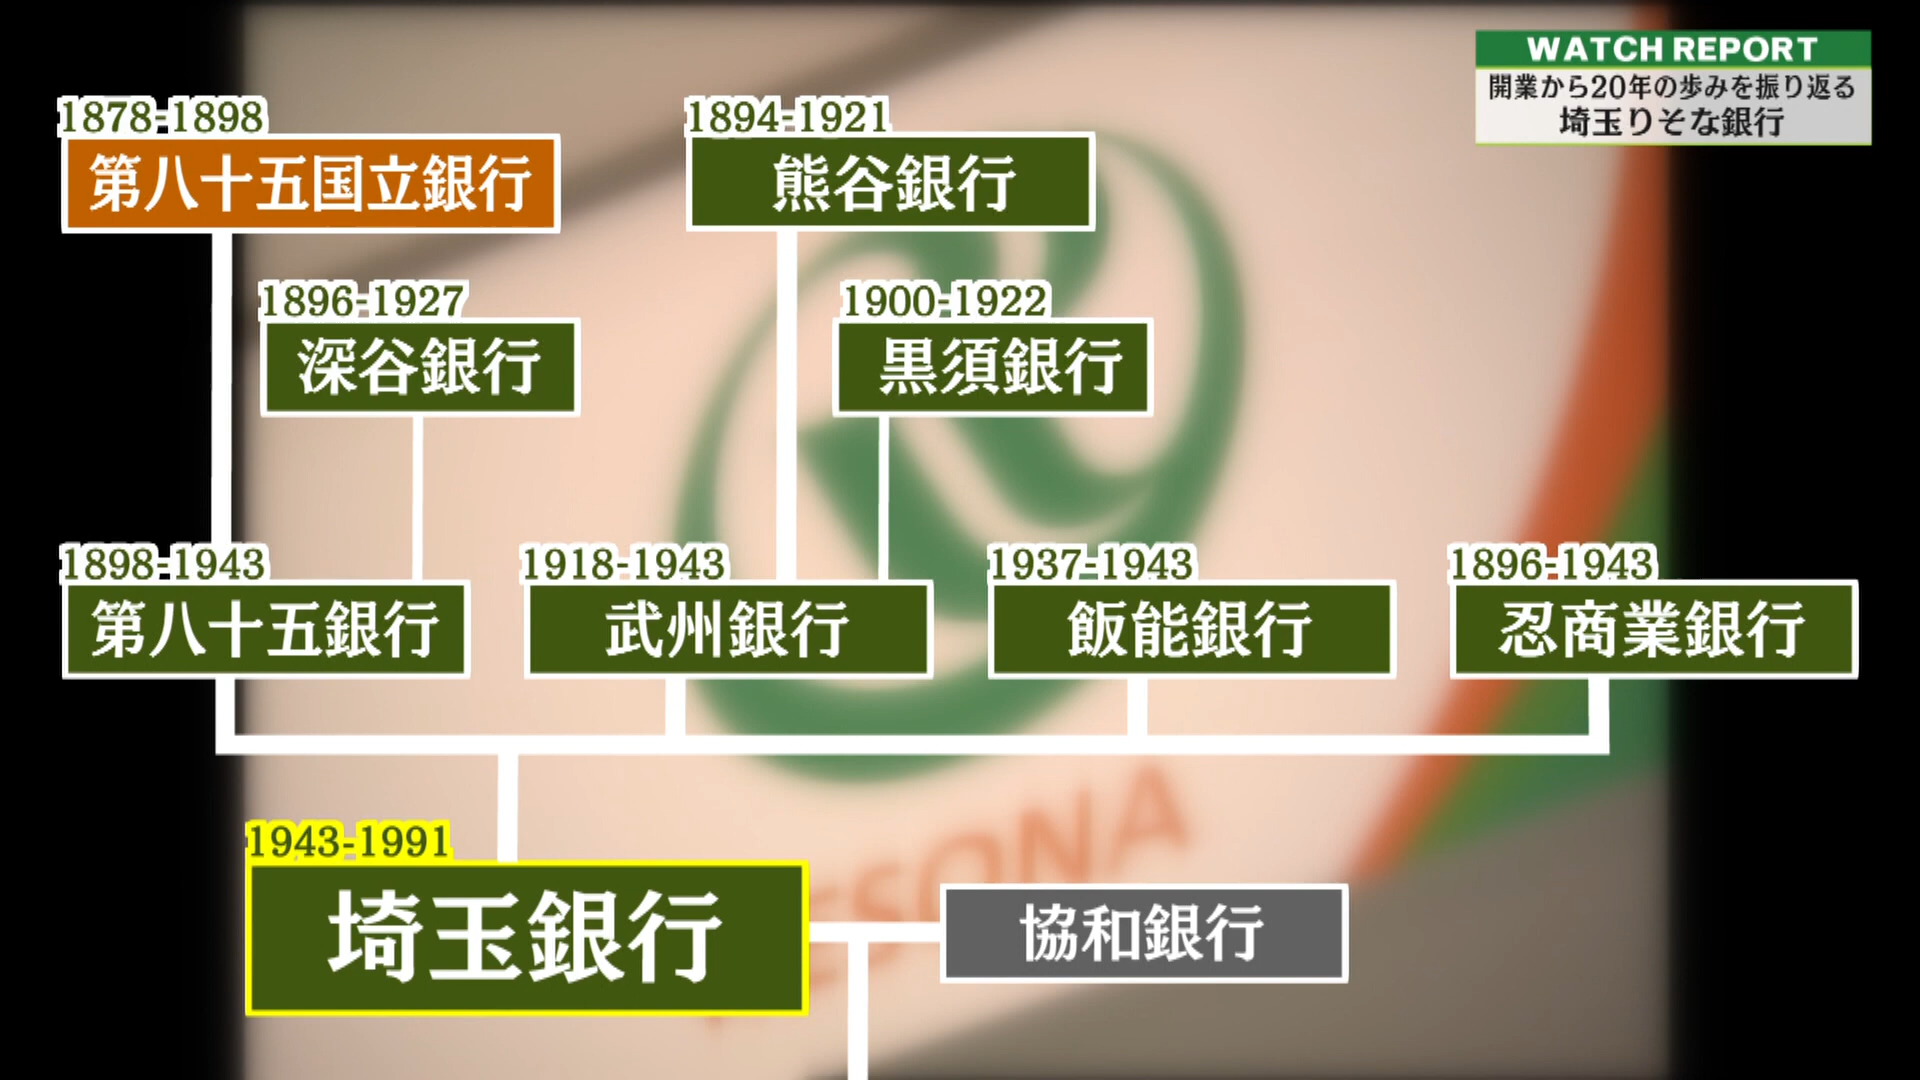 WATCH REPORT
開業から20年の歩みを振り返る
埼玉りそな銀行
1878-1898
第八十五国立銀行
1894-1921
熊谷銀行
1896-1927
深谷銀行
1900-1922
黒須銀行
1898-1943
第八十五銀行
1918-1943
武州銀行
1937-1943
飯能銀行
1896-1943
忍商業銀行
1943-1991
埼玉銀行
協和銀行
RESONA